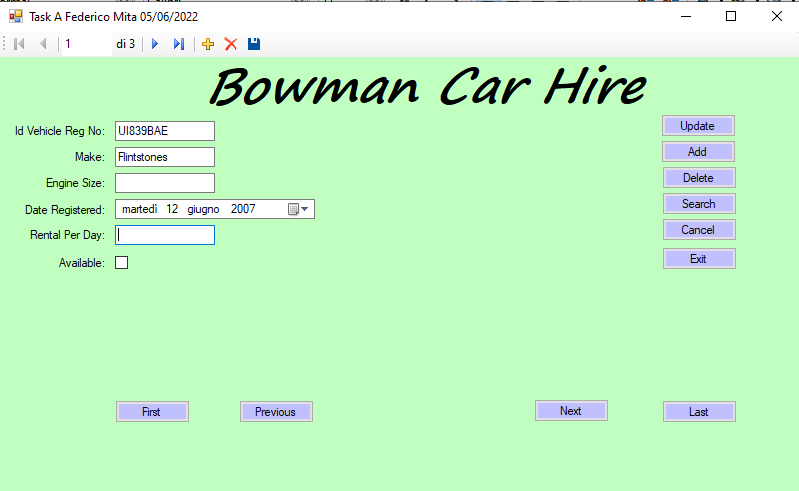 Task A Federico Mita 05/06/2022
1 di 3
Bowman Car Hire
Id Vehicle Reg No: UI839BAE
Make: Flintstones
Engine Size:
Date Registered: martedì 12 giugno 2007
Rental Per Day:
Available:
Update
Add
Delete
Search
Cancel
Exit
First Previous Next Last